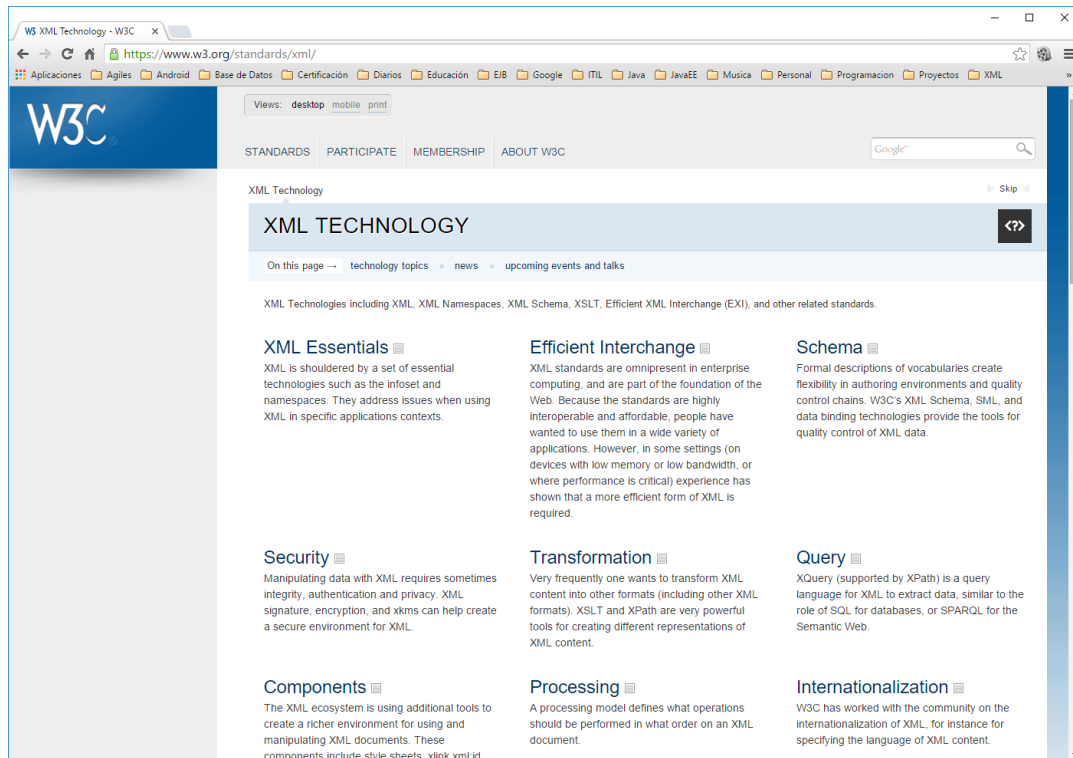 XML Technology - W3C
https://www.w3.org/standards/xml/
Aplicaciones Agiles Android Base de Datos Certificación Diarios Educación EJB Google ITIL Java JavaEE Musica Personal Programacion Proyectos XML »
W3C
Views: desktop mobile print
STANDARDS PARTICIPATE MEMBERSHIP ABOUT W3C
Google™
XML Technology
Skip
XML TECHNOLOGY
<?>
On this page → technology topics • news • upcoming events and talks
XML Technologies including XML, XML Namespaces, XML Schema, XSLT, Efficient XML Interchange (EXI), and other related standards.
XML Essentials
XML is shouldered by a set of essential
technologies such as the infoset and
namespaces. They address issues when using
XML in specific applications contexts.
Efficient Interchange
XML standards are omnipresent in enterprise
computing, and are part of the foundation of the
Web. Because the standards are highly
interoperable and affordable, people have
wanted to use them in a wide variety of
applications. However, in some settings (on
devices with low memory or low bandwidth, or
where performance is critical) experience has
shown that a more efficient form of XML is
required.
Schema
Formal descriptions of vocabularies create
flexibility in authoring environments and quality
control chains. W3C's XML Schema, SML, and
data binding technologies provide the tools for
quality control of XML data.
Security
Manipulating data with XML requires sometimes
integrity, authentication and privacy. XML
signature, encryption, and xkms can help create
a secure environment for XML.
Transformation
Very frequently one wants to transform XML
content into other formats (including other XML
formats). XSLT and XPath are very powerful
tools for creating different representations of
XML content.
Query
XQuery (supported by XPath) is a query
language for XML to extract data, similar to the
role of SQL for databases, or SPARQL for the
Semantic Web.
Components
The XML ecosystem is using additional tools to
create a richer environment for using and
manipulating XML documents. These
components include style sheets, xlink xml:id
Processing
A processing model defines what operations
should be performed in what order on an XML
document.
Internationalization
W3C has worked with the community on the
internationalization of XML, for instance for
specifying the language of XML content.